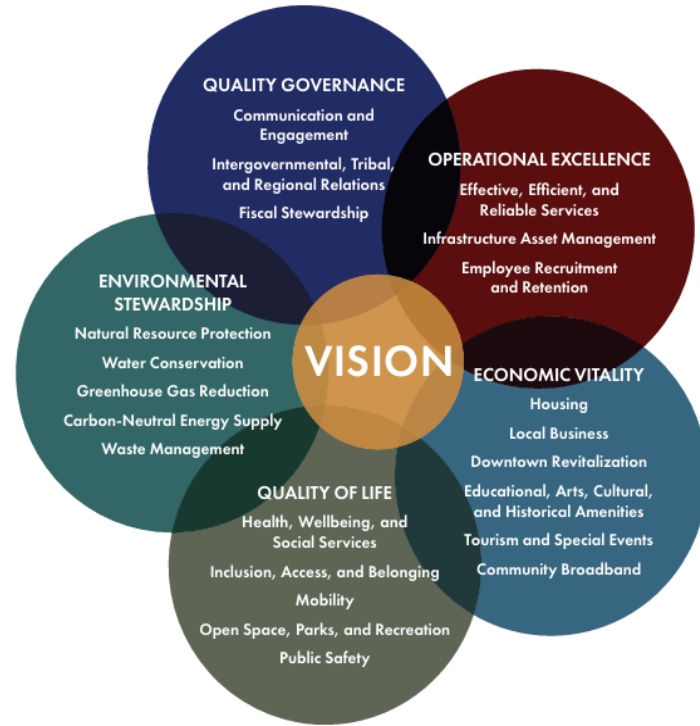 QUALITY GOVERNANCE
Communication and
Engagement
Intergovernmental, Tribal,
and Regional Relations
Fiscal Stewardship
OPERATIONAL EXCELLENCE
Effective, Efficient, and
Reliable Services
Infrastructure Asset Management
Employee Recruitment
and Retention
ENVIRONMENTAL
STEWARDSHIP
Natural Resource Protection
Water Conservation
Greenhouse Gas Reduction
Carbon-Neutral Energy Supply
Waste Management
VISION
ECONOMIC VITALITY
Housing
Local Business
Downtown Revitalization
Educational, Arts, Cultural,
and Historical Amenities
Tourism and Special Events
Community Broadband
QUALITY OF LIFE
Health, Wellbeing, and
Social Services
Inclusion, Access, and Belonging
Mobility
Open Space, Parks, and Recreation
Public Safety